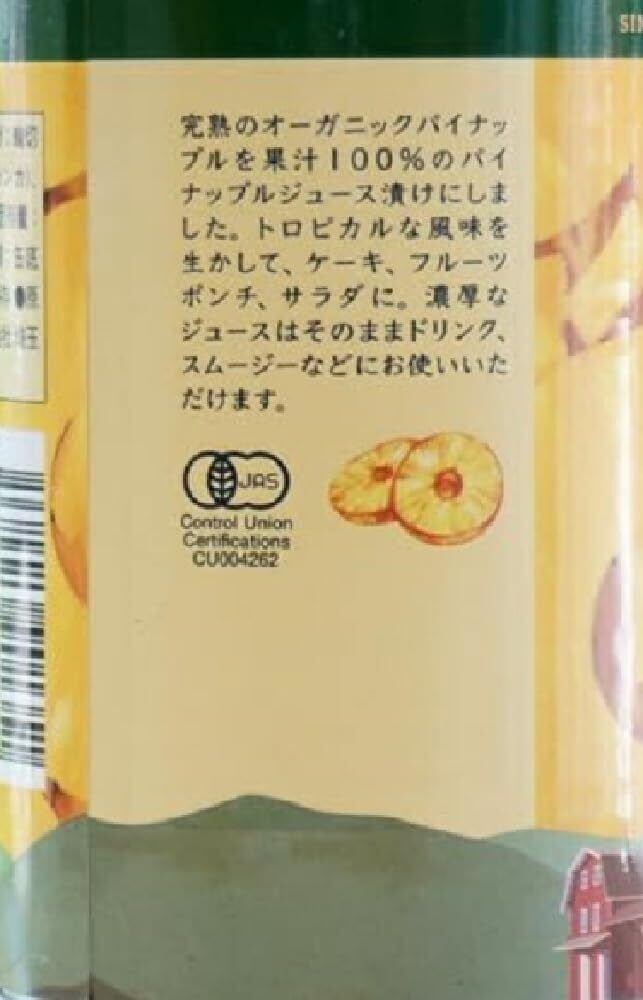 完熟のオーガニックパイナッ
プルを果汁100%のパイ
ナップルジュース漬けにしま
した。トロピカルな風味を
生かして、ケーキ、フルーツ
ポンチ、サラダに。濃厚な
ジュースはそのままドリンク、
スムージーなどにお使いいた
だけます。
JAS
Control Union
Certifications
CU004262